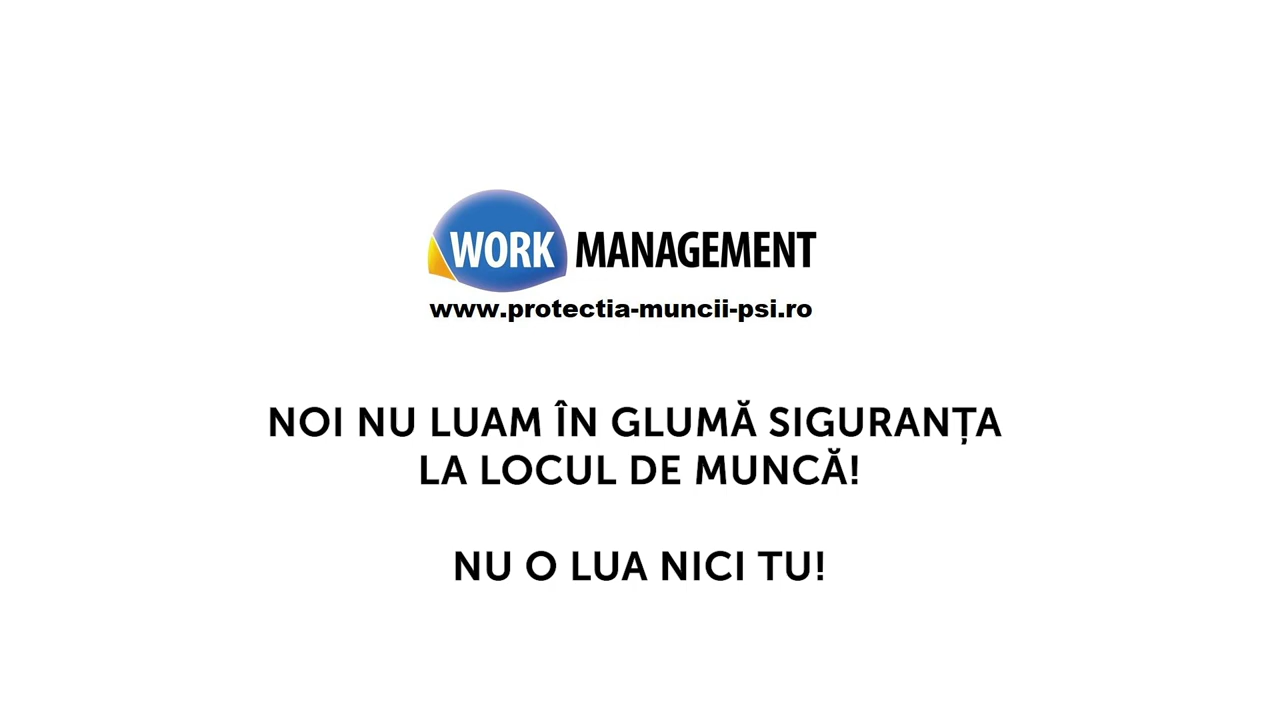 WORK MANAGEMENT
www.protectia-muncii-psi.ro
NOI NU LUAM ÎN GLUMĂ SIGURANȚA
LA LOCUL DE MUNCĂ!
NU O LUA NICI TU!